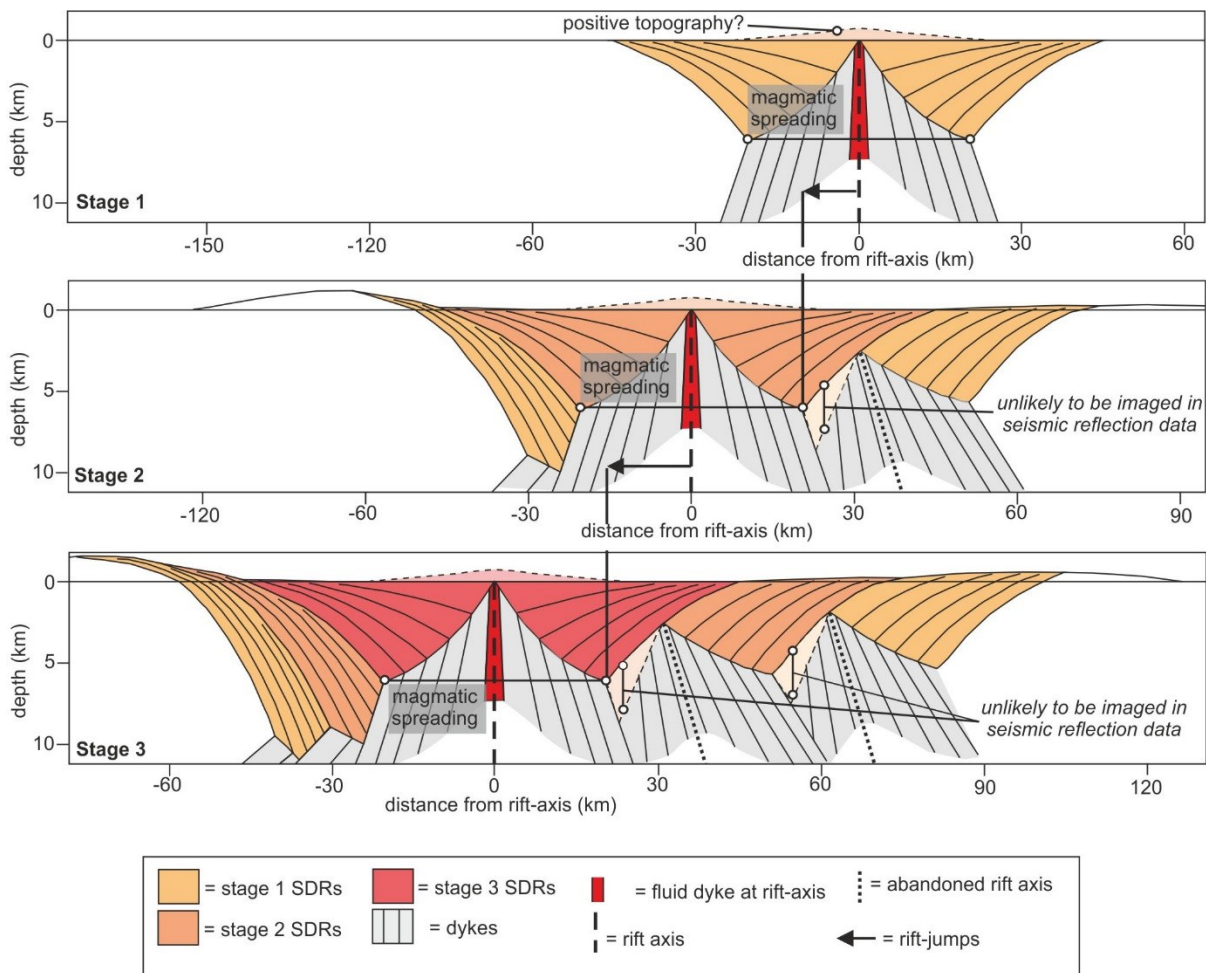 positive topography?
0
5
10
depth (km)
magmatic
spreading
Stage 1
-150
-120
-90
-60
-30
0
30
60
distance from rift-axis (km)
0
5
10
depth (km)
magmatic
spreading
unlikely to be imaged in
seismic reflection data
Stage 2
-120
-60
-30
0
30
60
90
distance from rift-axis (km)
0
5
10
depth (km)
magmatic
spreading
unlikely to be imaged in
seismic reflection data
Stage 3
-60
-30
0
30
60
90
120
distance from rift-axis (km)
= stage 1 SDRs
= stage 3 SDRs
= fluid dyke at rift-axis
= abandoned rift axis
= stage 2 SDRs
= dykes
= rift axis
= rift-jumps